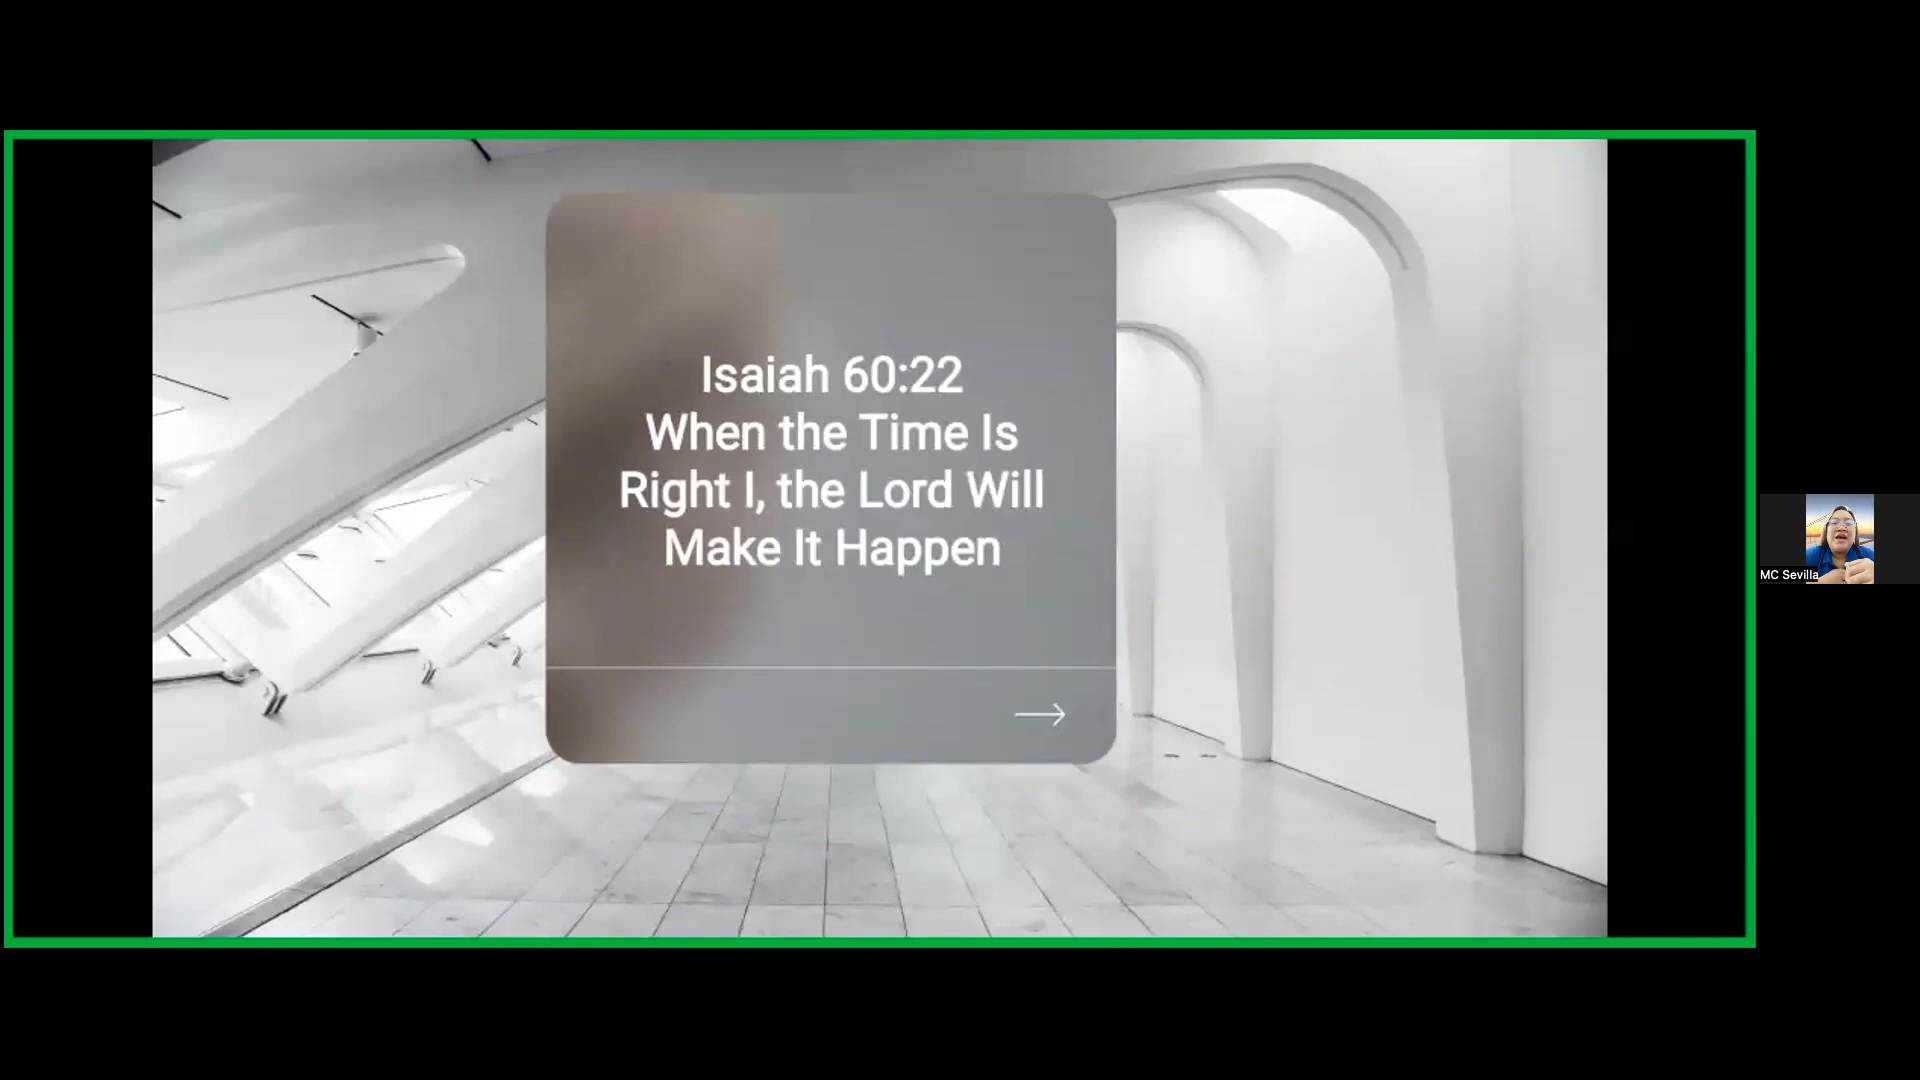 Isaiah 60:22
When the Time Is
Right I, the Lord Will
Make It Happen
MC Sevilla